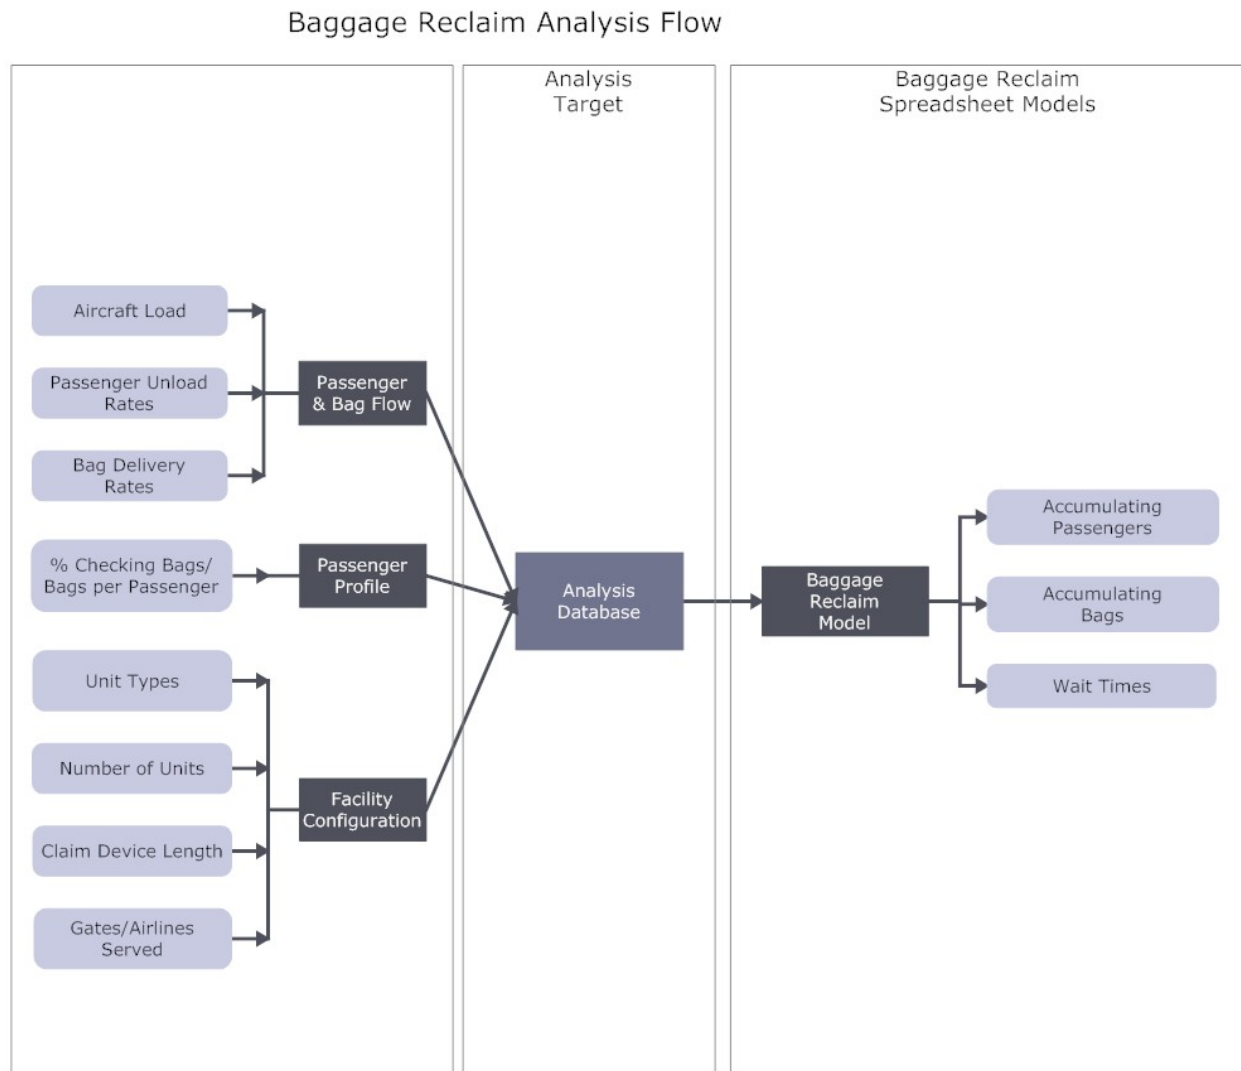 Baggage Reclaim Analysis Flow
Analysis
Target
Baggage Reclaim
Spreadsheet Models
Aircraft Load
Passenger Unload
Rates
Bag Delivery
Rates
Passenger
& Bag Flow
% Checking Bags/
Bags per Passenger
Passenger
Profile
Unit Types
Number of Units
Claim Device Length
Gates/Airlines
Served
Facility
Configuration
Analysis
Database
Baggage
Reclaim
Model
Accumulating
Passengers
Accumulating
Bags
Wait Times